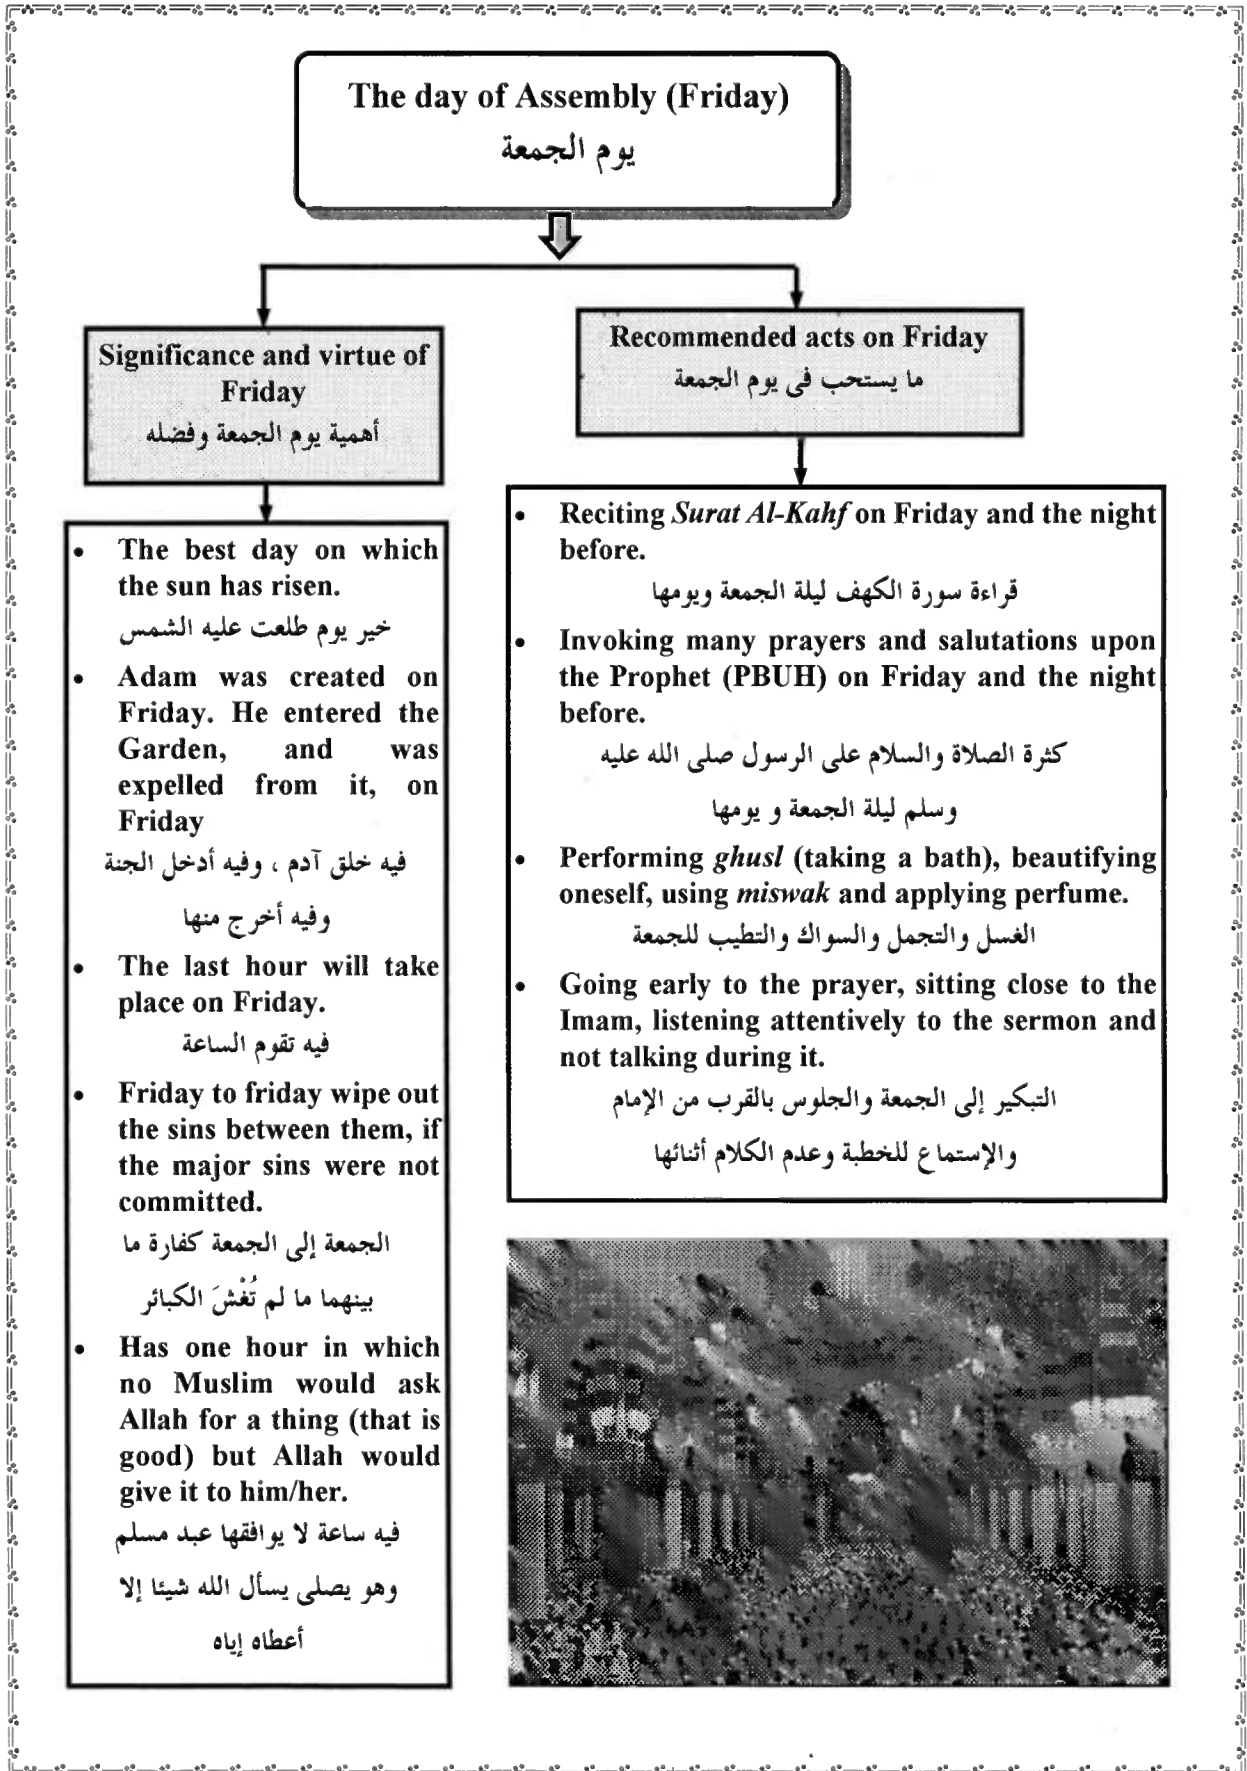 The day of Assembly (Friday)
يوم الجمعة
Significance and virtue of
Friday
أهمية يوم الجمعة وفضله
• The best day on which
the sun has risen.
خير يوم طلعت عليه الشمس
• Adam was created on
Friday. He entered the
Garden, and was
expelled from it, on
Friday
فيه خلق آدم ، وفيه أدخل الجنة
وفيه أخرج منها
• The last hour will take
place on Friday.
فيه تقوم الساعة
• Friday to friday wipe out
the sins between them, if
the major sins were not
committed.
الجمعة إلى الجمعة كفارة ما
بينهما ما لم تُغْشَ الكبائر
• Has one hour in which
no Muslim would ask
Allah for a thing (that is
good) but Allah would
give it to him/her.
فيه ساعة لا يوافقها عبد مسلم
وهو يصلى يسأل الله شيئا إلا
أعطاه إياه
Recommended acts on Friday
ما يستحب فى يوم الجمعة
• Reciting Surat Al-Kahf on Friday and the night
before.
قراءة سورة الكهف ليلة الجمعة ويومها
• Invoking many prayers and salutations upon
the Prophet (PBUH) on Friday and the night
before.
كثرة الصلاة والسلام على الرسول صلى الله عليه
وسلم ليلة الجمعة و يومها
• Performing ghusl (taking a bath), beautifying
oneself, using miswak and applying perfume.
الغسل والتجمل والسواك والتطيب للجمعة
• Going early to the prayer, sitting close to the
Imam, listening attentively to the sermon and
not talking during it.
التبكير إلى الجمعة والجلوس بالقرب من الإمام
والإستماع للخطبة وعدم الكلام أثنائها